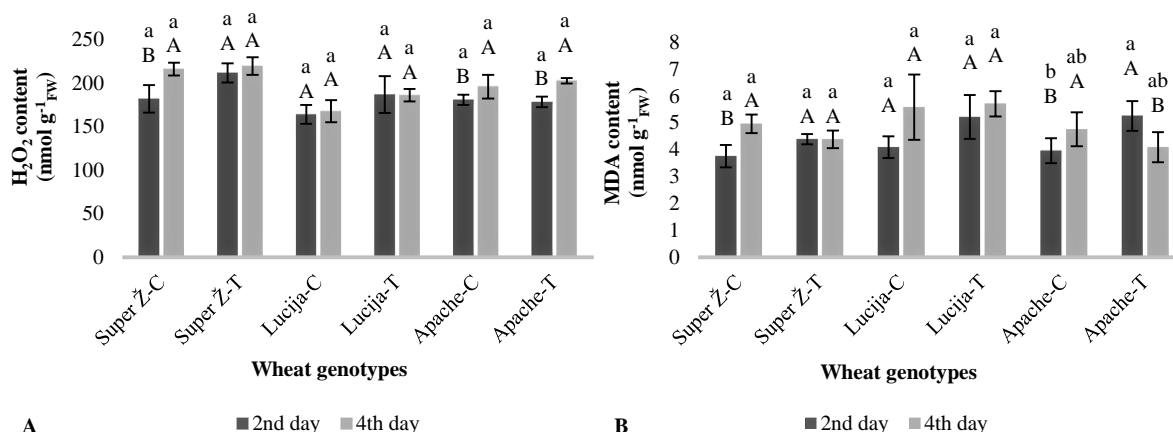 H₂O₂ content
(nmol g⁻¹FW)
250
200
150
100
50
0
a a a a a a a a a a a a
B A A A A A A A B A B A
Super Ž-C Super Ž-T Lucija-C Lucija-T Apache-C Apache-T
Wheat genotypes
A 2nd day 4th day
MDA content
(nmol g⁻¹FW)
8
7
6
5
4
3
2
1
0
a a a a a a a a b ab a ab
B A A A A A A A B A A B
Super Ž-C Super Ž-T Lucija-C Lucija-T Apache-C Apache-T
Wheat genotypes
B 2nd day 4th day